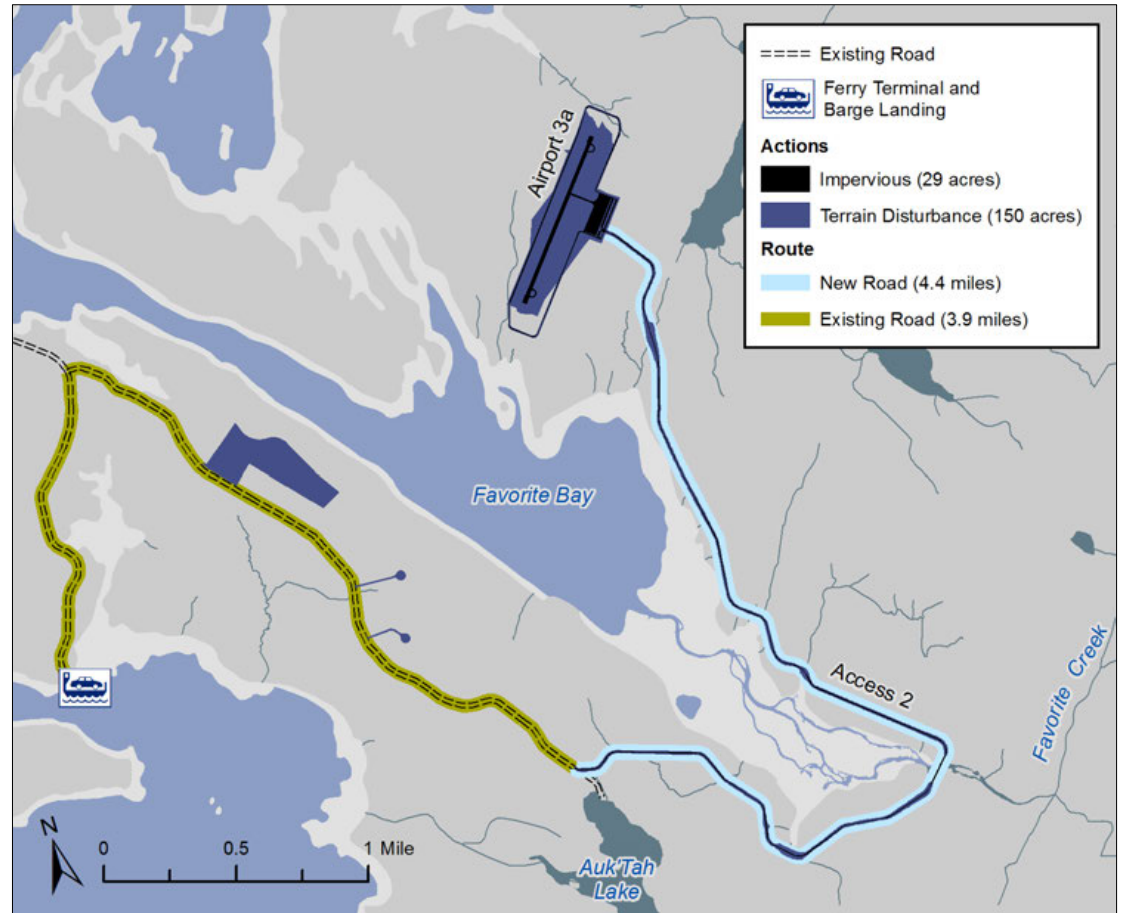 Existing Road
Ferry Terminal and
Barge Landing
Actions
Impervious (29 acres)
Terrain Disturbance (150 acres)
Route
New Road (4.4 miles)
Existing Road (3.9 miles)
Airport 3a
Favorite Bay
Access 2
Favorite Creek
Auk'Tah
Lake
N
0 0.5 1 Mile